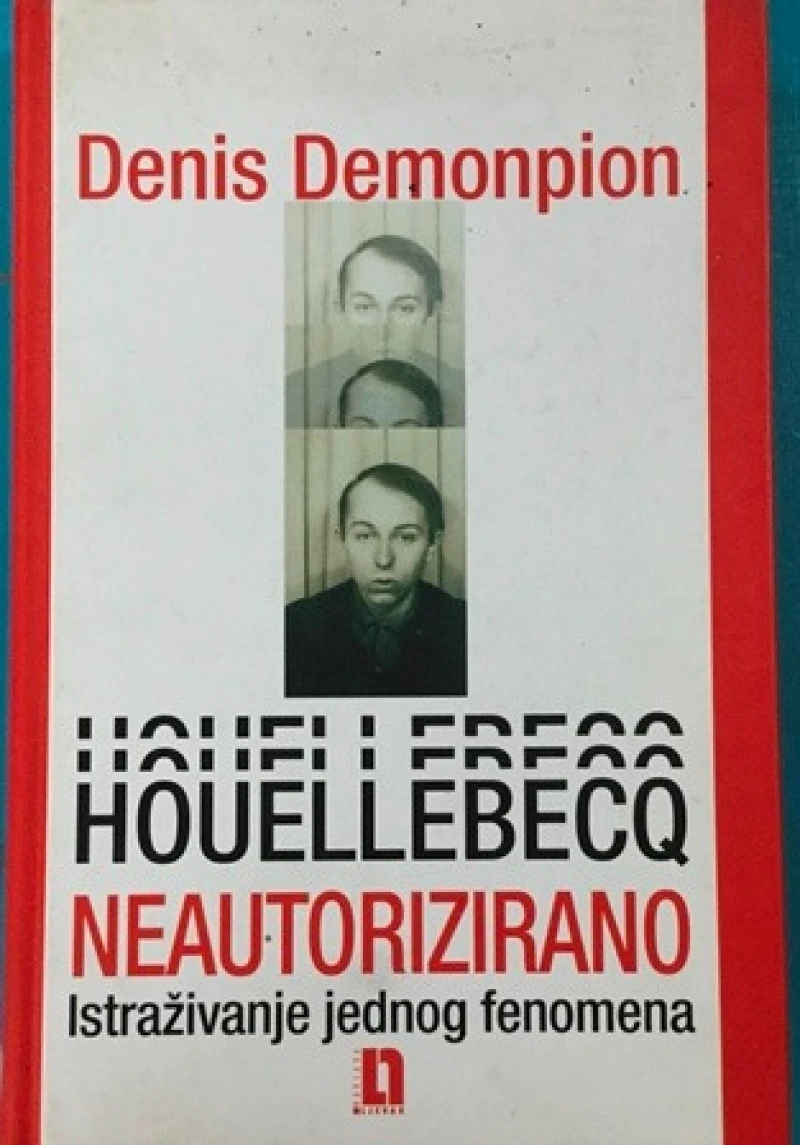 Denis Demonpion
HOUELLEBECQ
NEAUTORIZIRANO
Istraživanje jednog fenomena